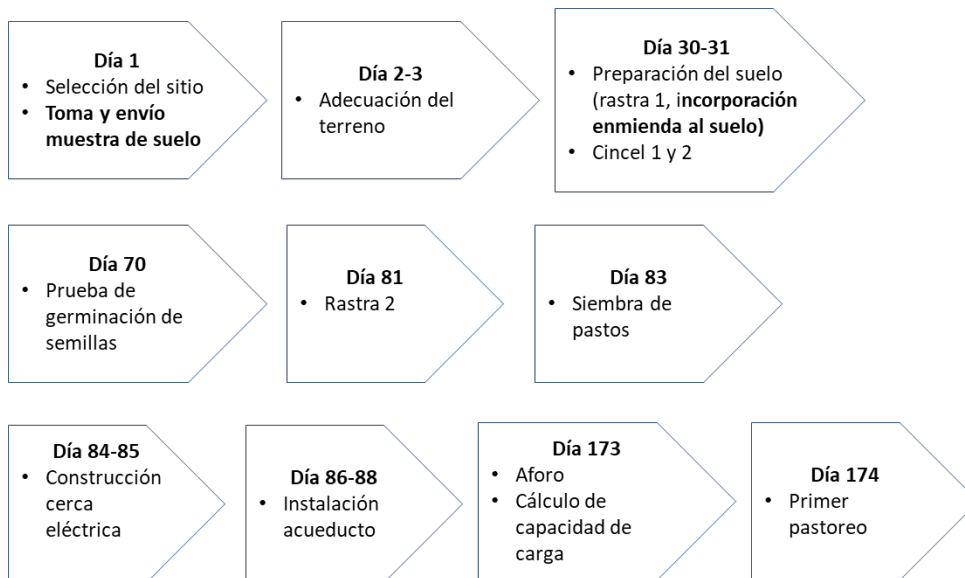 Día 1
• Selección del sitio
• Toma y envío
muestra de suelo
Día 2-3
• Adecuación del
terreno
Día 30-31
• Preparación del suelo
(rastra 1, incorporación
enmienda al suelo)
• Cincel 1 y 2
Día 70
• Prueba de
germinación de
semillas
Día 81
• Rastra 2
Día 83
• Siembra de
pastos
Día 84-85
• Construcción
cerca
eléctrica
Día 86-88
• Instalación
acueducto
Día 173
• Aforo
• Cálculo de
capacidad de
carga
Día 174
• Primer
pastoreo